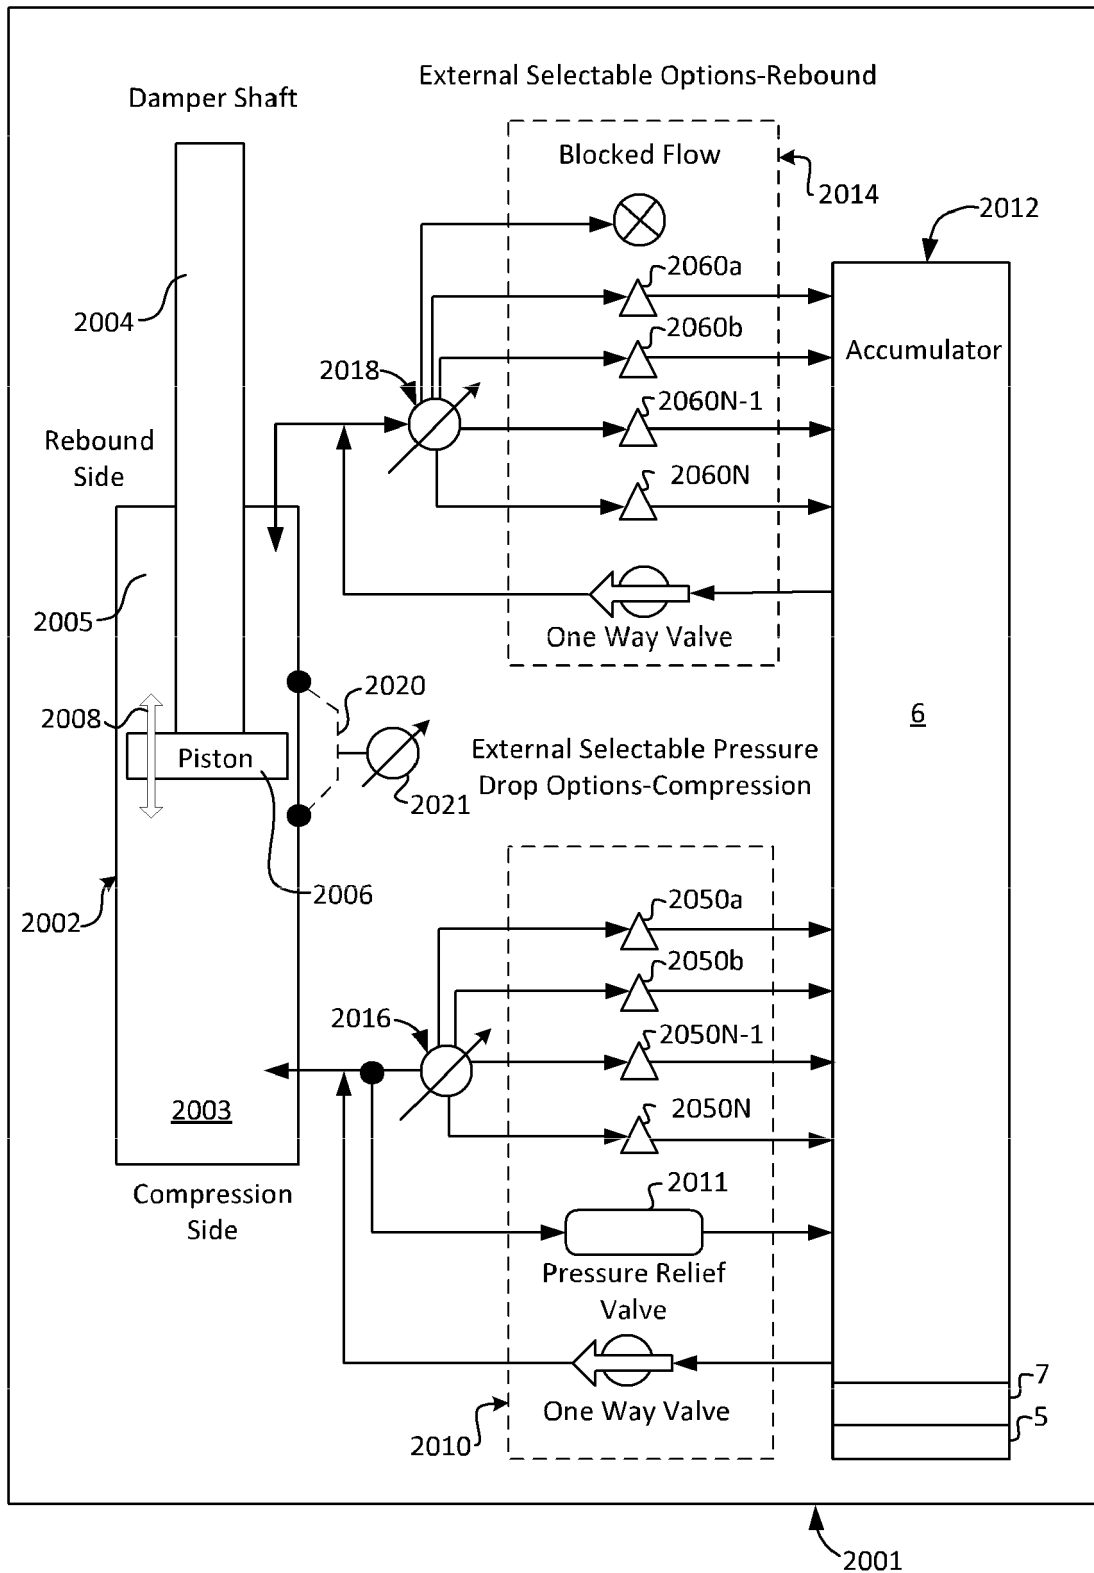 External Selectable Options-Rebound
Damper Shaft
Blocked Flow
2014
2012
2004
2060a
2060b
Accumulator
2018
2060N-1
Rebound
Side
2060N
2005
One Way Valve
2020
2008
6
Piston
External Selectable Pressure
Drop Options-Compression
2021
2006
2002
2050a
2050b
2016
2050N-1
2003
2050N
Compression
Side
2011
Pressure Relief
Valve
7
One Way Valve
5
2010
2001